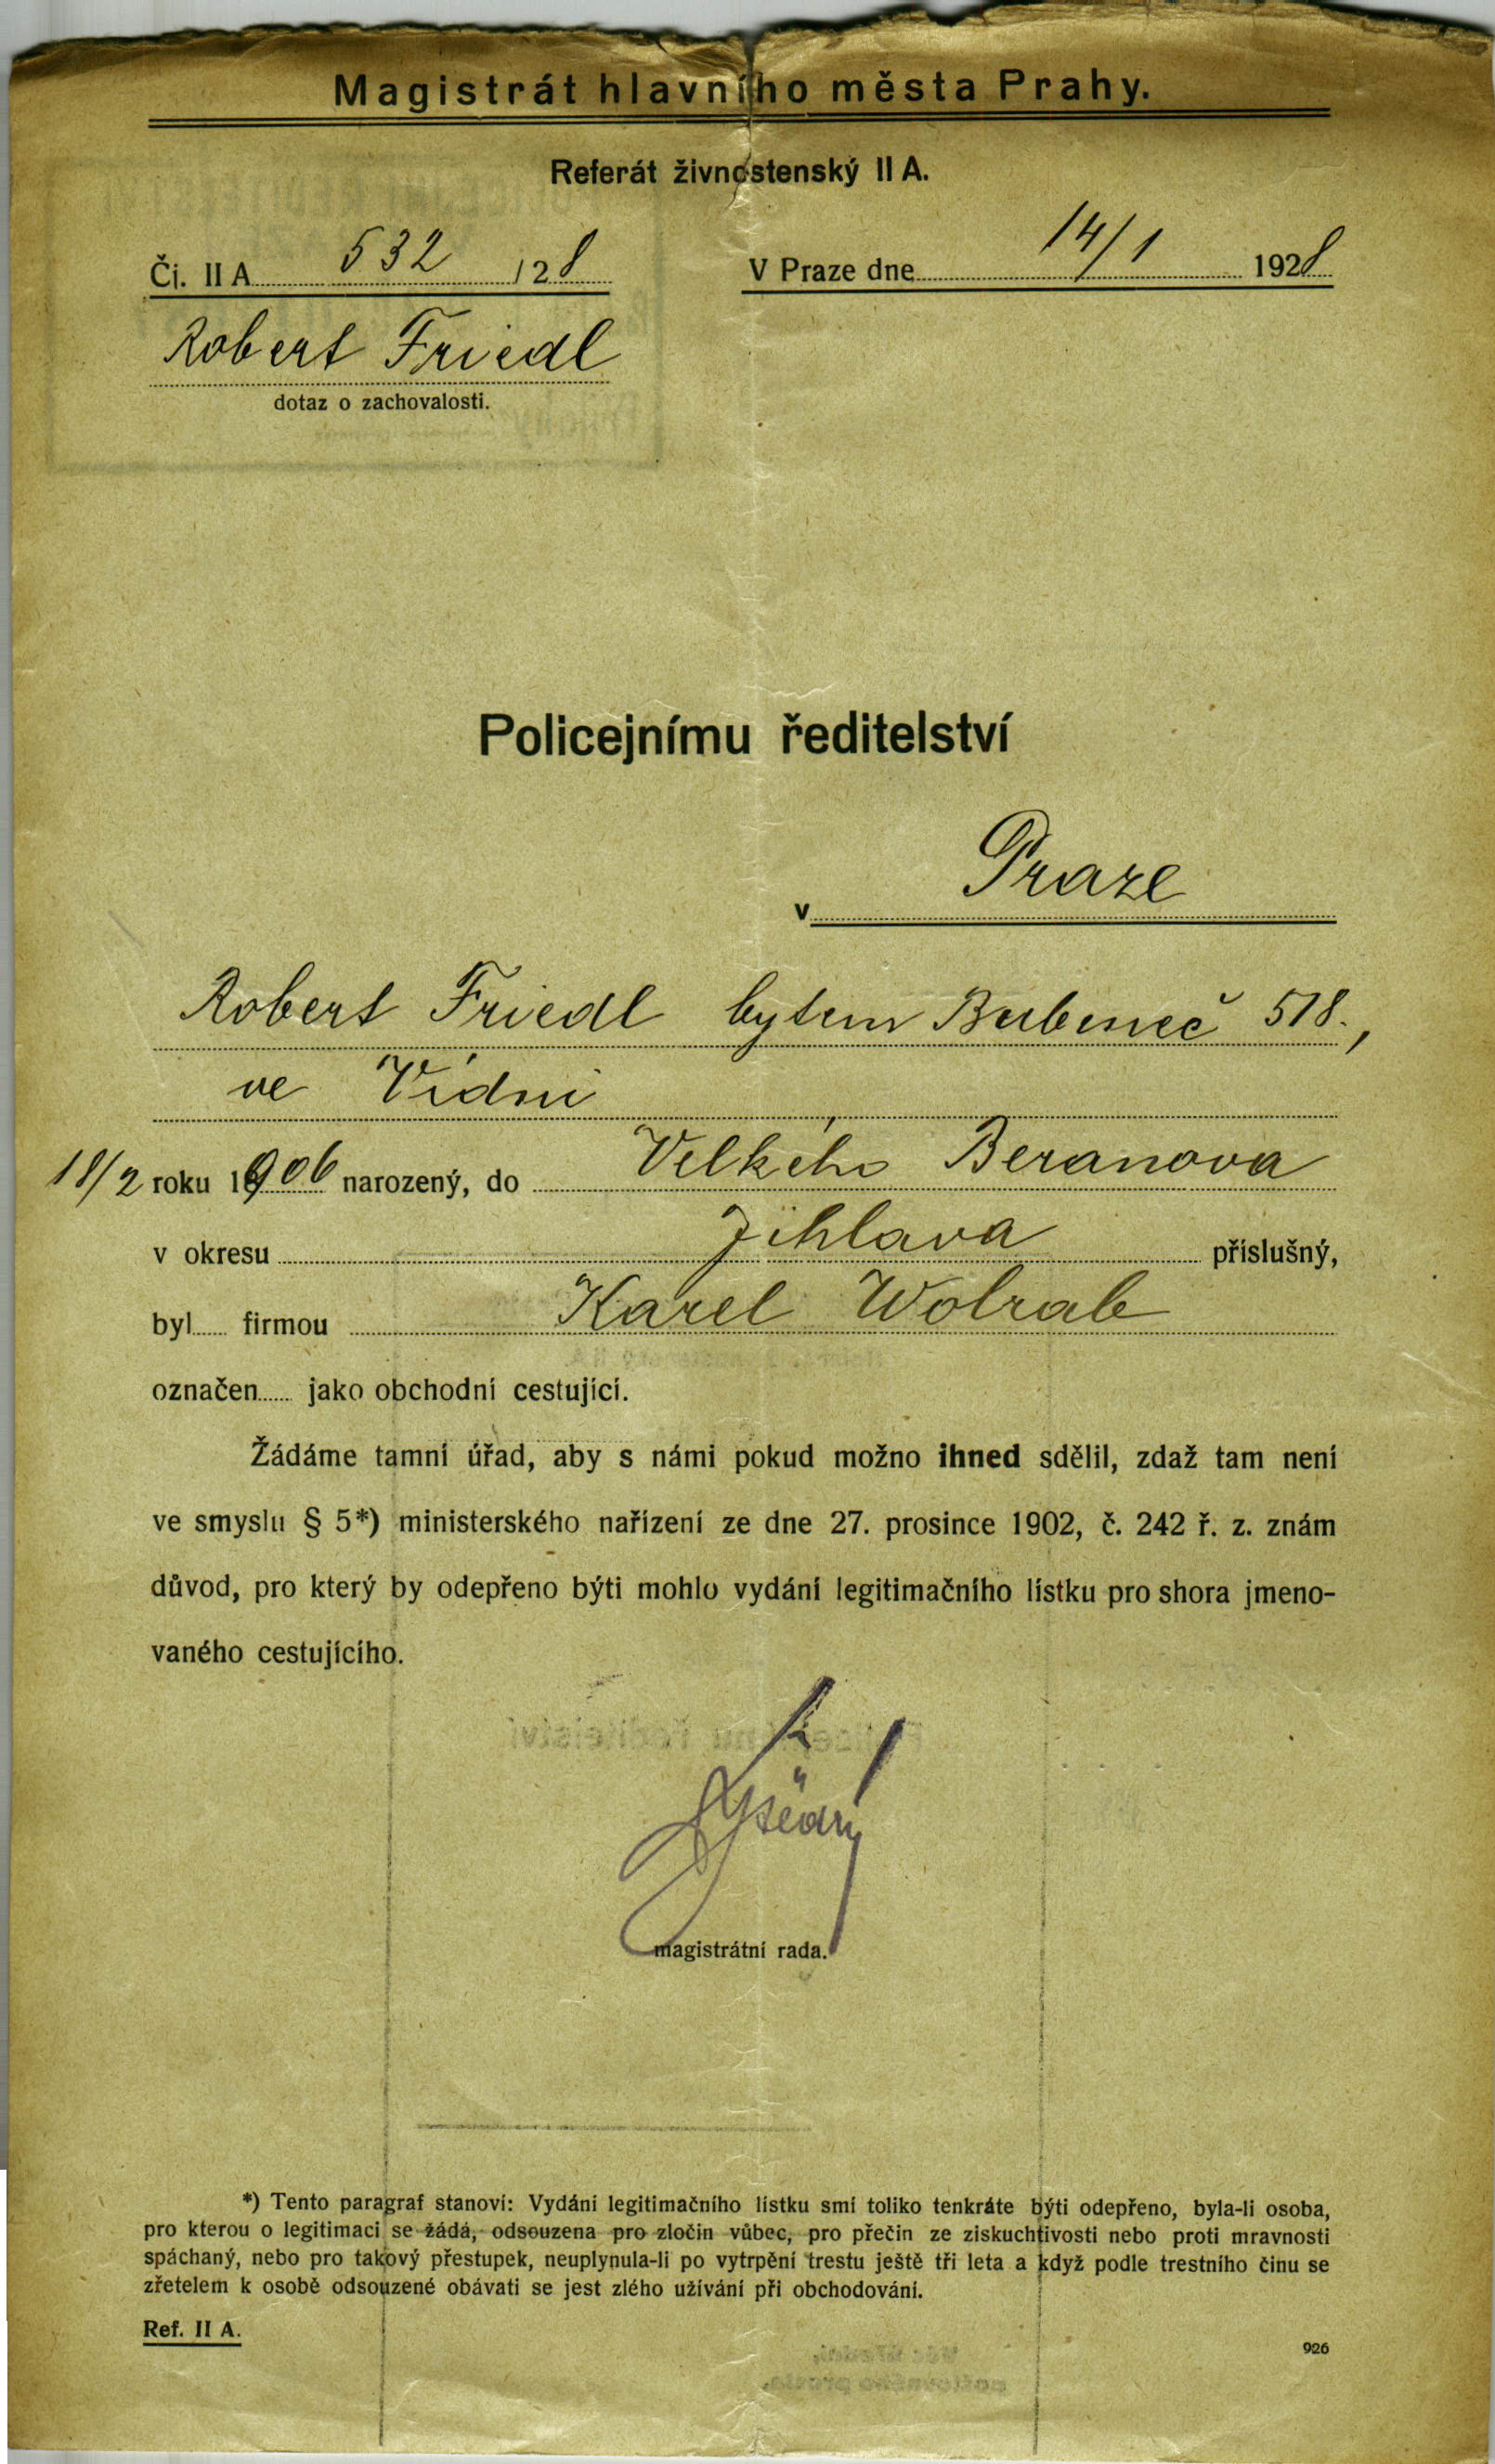 Magistrát hlavního města Prahy.
Referát živnostenský II A.
Čj. II A 532 / 28
V Praze dne 14/1 1928
Robert Friedl
dotaz o zachovalosti.
Policejnímu ředitelství
v Praze
Robert Friedl bytem Bubeneč 518.,
ve Vídni
18/2 roku 1906 narozený, do Velkého Beranova
v okresu Jihlava příslušný,
byl firmou Karel Wolrab
označen jako obchodní cestující.
Žádáme tamní úřad, aby s námi pokud možno ihned sdělil, zdaž tam není
ve smyslu § 5*) ministerského nařízení ze dne 27. prosince 1902, č. 242 ř. z. znám
důvod, pro který by odepřeno býti mohlo vydání legitimačního lístku pro shora jmeno-
vaného cestujícího.
magistrátní rada.
*) Tento paragraf stanoví: Vydání legitimačního lístku smí toliko tenkráte býti odepřeno, byla-li osoba,
pro kterou o legitimaci se žádá, odsouzena pro zločin vůbec, pro přečin ze ziskuchtivosti nebo proti mravnosti
spáchaný, nebo pro takový přestupek, neuplynula-li po vytrpění trestu ještě tři leta a když podle trestního činu se
zřetelem k osobě odsouzené obávati se jest zlého užívání při obchodování.
Ref. II A.
926